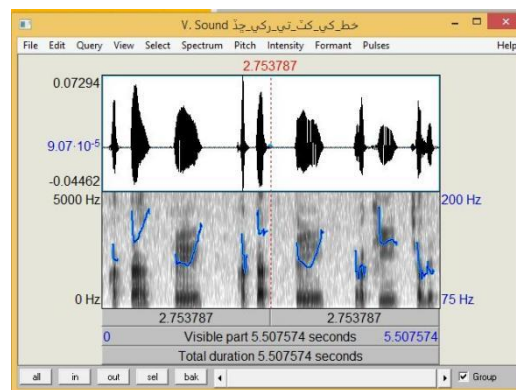 V. Sound خط_کي_کٽ_تي_رکي_ڇڏ
File Edit Query View Select Spectrum Pitch Intensity Formant Pulses Help
2.753787
0.07294
9.07·10⁻⁵
-0.04462
5000 Hz 200 Hz
0 Hz 75 Hz
2.753787 2.753787
0 Visible part 5.507574 seconds 5.507574
Total duration 5.507574 seconds
all in out sel bak Group